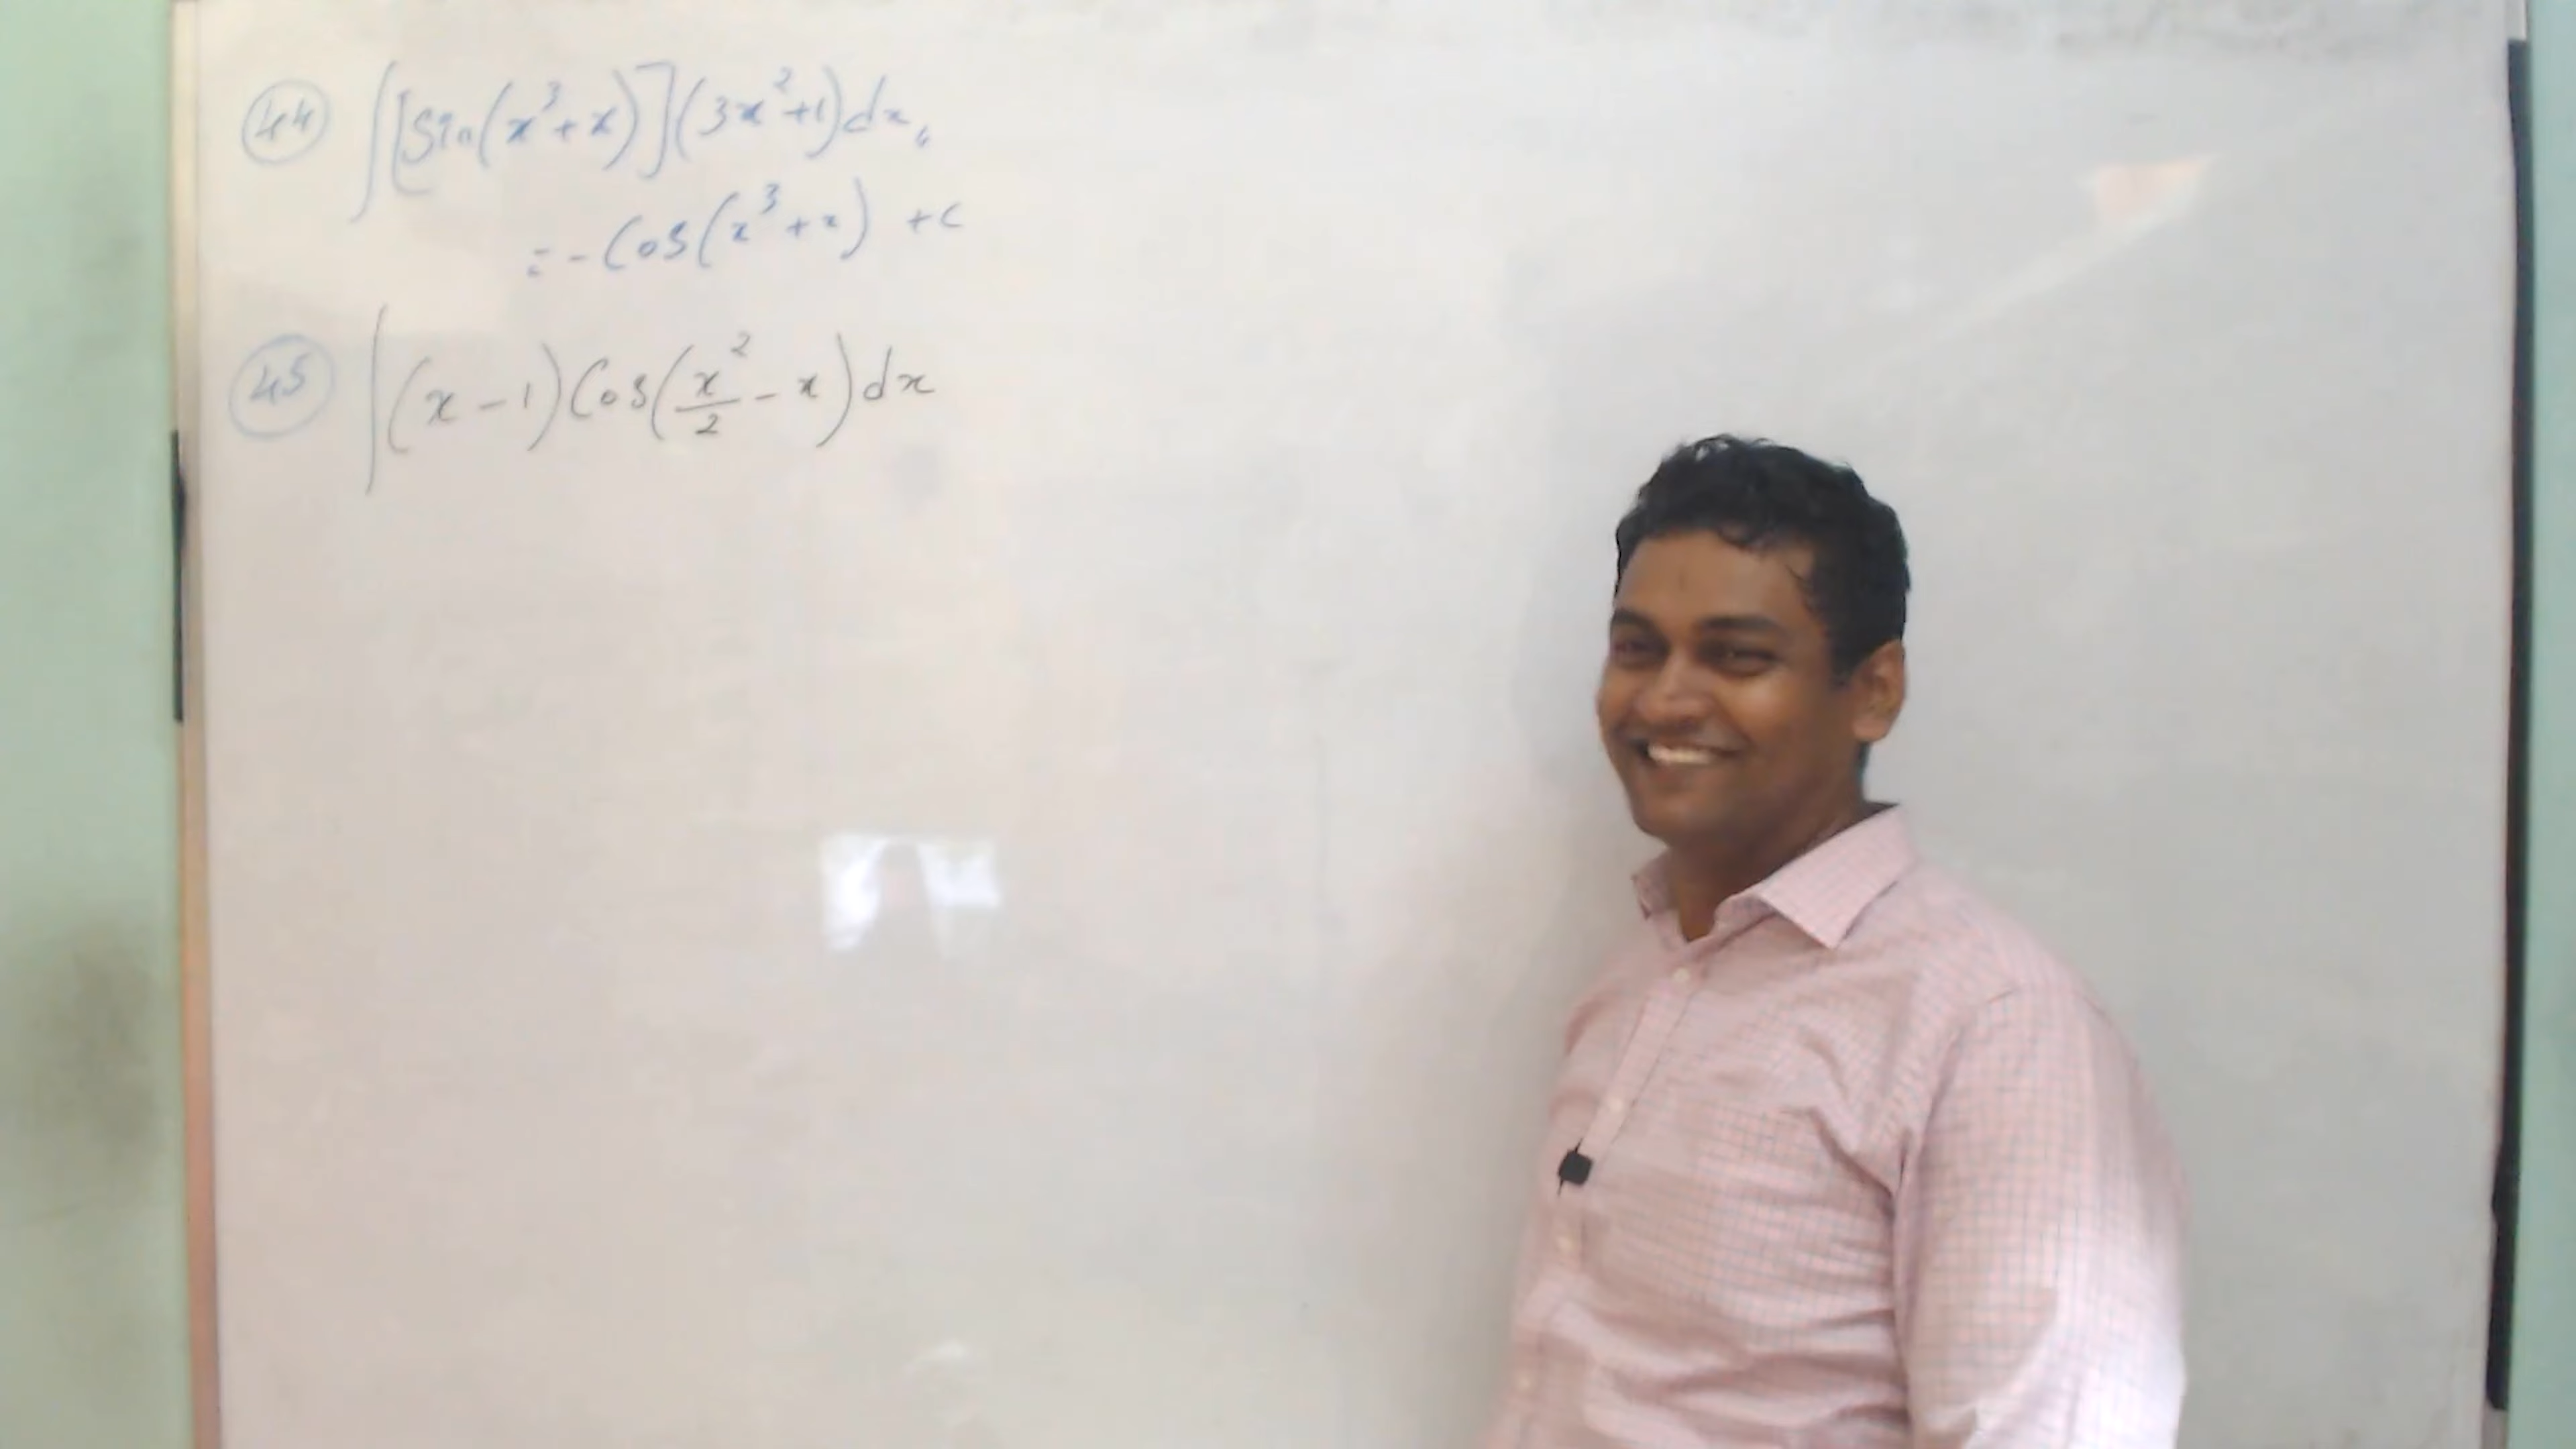 44 ∫[Sin(x³+x)](3x²+1)dx,
= -Cos(x³+x) +c
45 ∫(x-1)Cos(x²/2 - x)dx